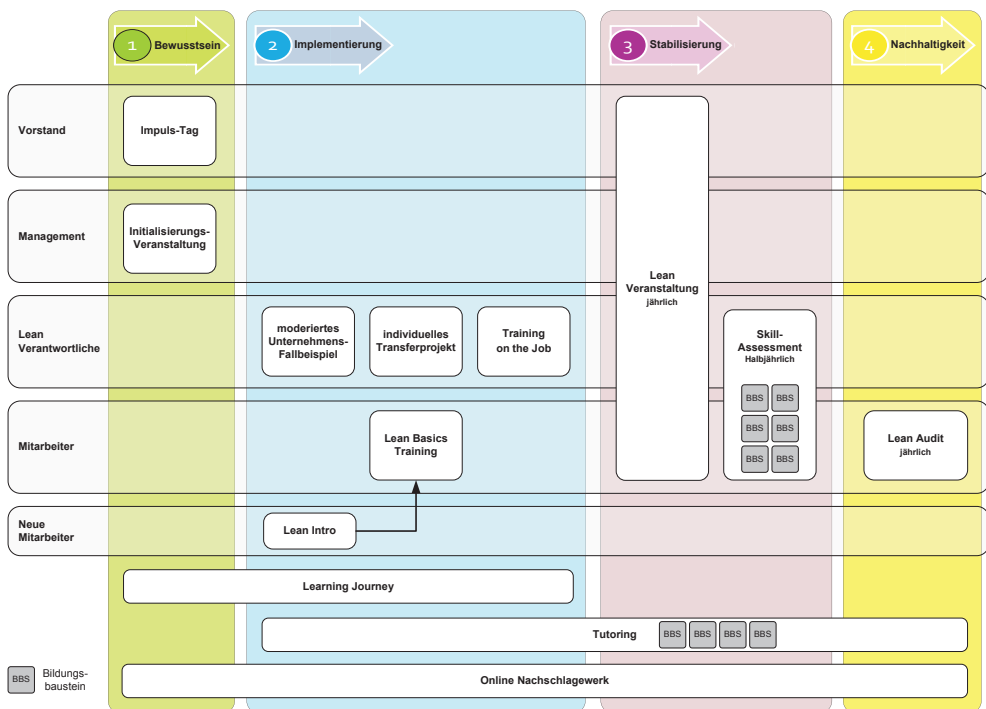 1 Bewusstsein
2 Implementierung
3 Stabilisierung
4 Nachhaltigkeit
Vorstand
Impuls-Tag
Management
Initialisierungs-
Veranstaltung
Lean
Veranstaltung
jährlich
Lean
Verantwortliche
moderiertes
Unternehmens-
Fallbeispiel
individuelles
Transferprojekt
Training
on the Job
Skill-
Assessment
Halbjährlich
BBS BBS
BBS BBS
BBS BBS
Mitarbeiter
Lean Basics
Training
Lean Audit
jährlich
Neue
Mitarbeiter
Lean Intro
Learning Journey
Tutoring BBS BBS BBS BBS
BBS Bildungs-
baustein
Online Nachschlagewerk